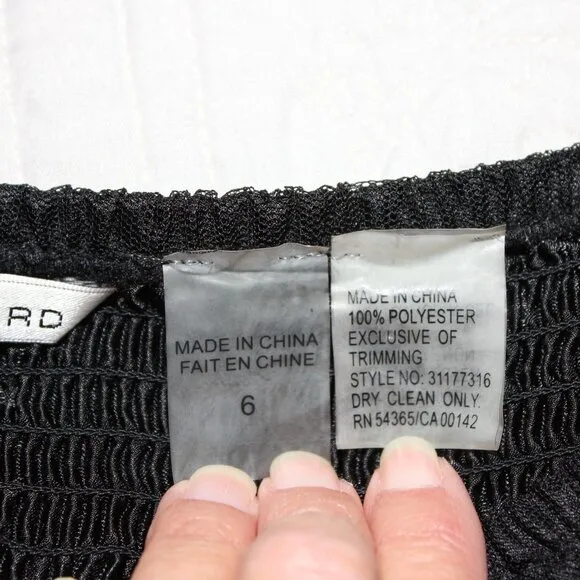 RD
MADE IN CHINA
FAIT EN CHINE
6
MADE IN CHINA
100% POLYESTER
EXCLUSIVE OF
TRIMMING
STYLE NO: 31177316
DRY CLEAN ONLY.
RN 54365/CA 00142